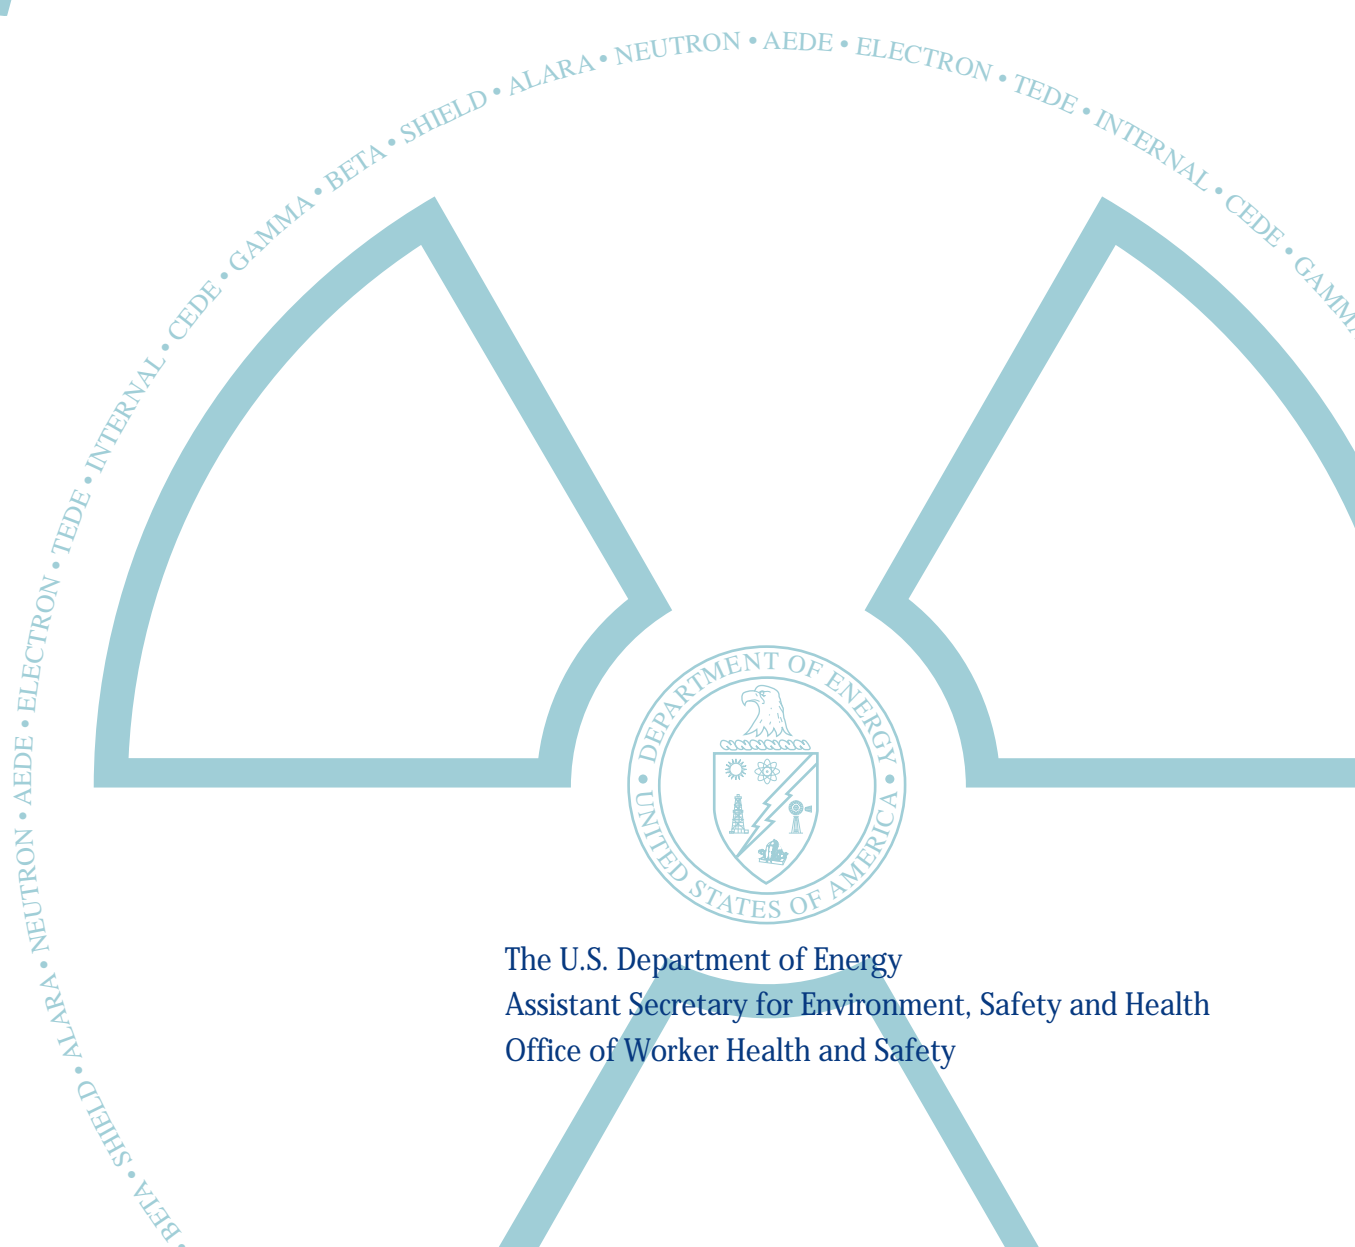 BETA • SHIELD • ALARA • NEUTRON • AEDE • ELECTRON • TEDE • INTERNAL • CEDE • GAMMA • BETA • SHIELD • ALARA • NEUTRON • AEDE • ELECTRON • TEDE • INTERNAL • CEDE • GAMMA
• DEPARTMENT OF ENERGY •
UNITED STATES OF AMERICA
The U.S. Department of Energy
Assistant Secretary for Environment, Safety and Health
Office of Worker Health and Safety